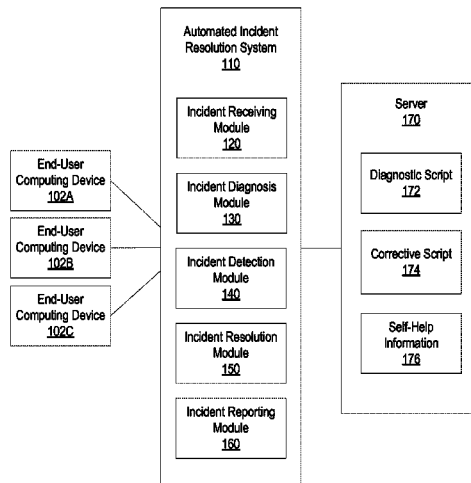 Automated Incident
Resolution System
110
Incident Receiving
Module
120
Incident Diagnosis
Module
130
Incident Detection
Module
140
Incident Resolution
Module
150
Incident Reporting
Module
160
End-User
Computing Device
102A
End-User
Computing Device
102B
End-User
Computing Device
102C
Server
170
Diagnostic Script
172
Corrective Script
174
Self-Help
Information
176